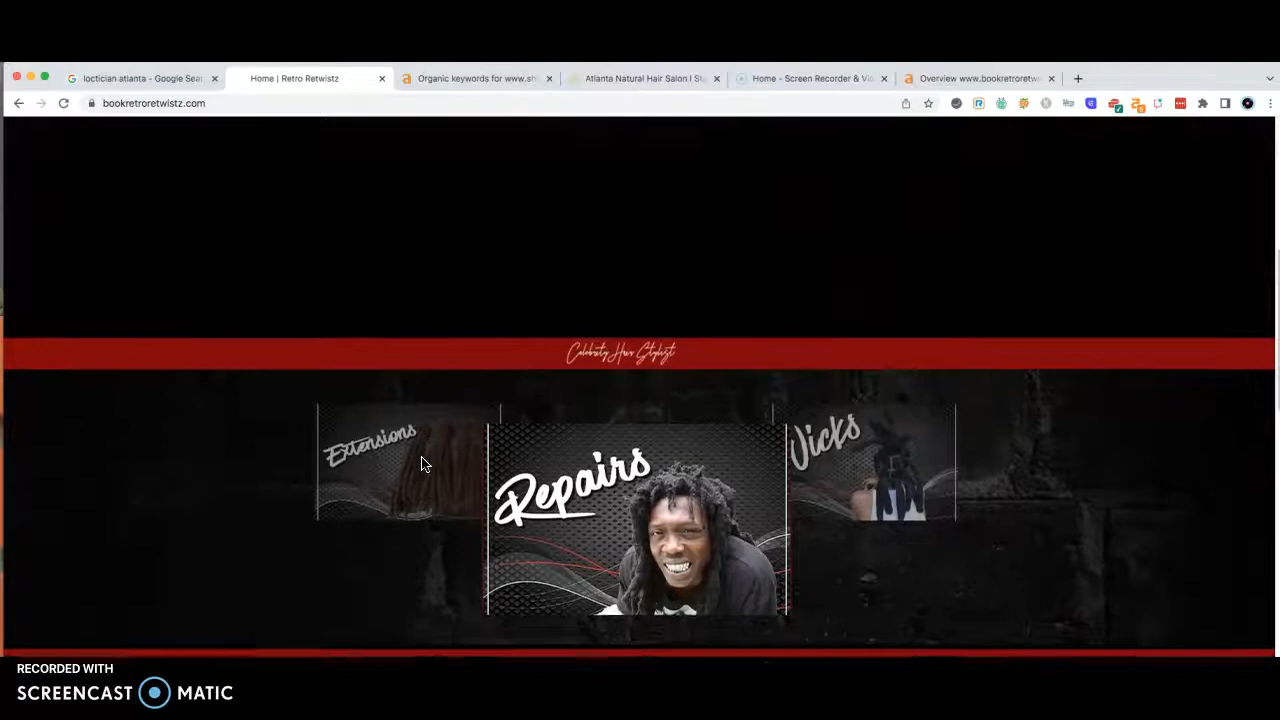 loctician atlanta - Google Sear
Home | Retro Retwistz
Organic keywords for www.sh
Atlanta Natural Hair Salon | St
Home - Screen Recorder & Vi
Overview www.bookretroretw
bookretroretwistz.com
Celebrity Hair Stylist
Extensions
Repairs
Wicks
RECORDED WITH
SCREENCAST MATIC